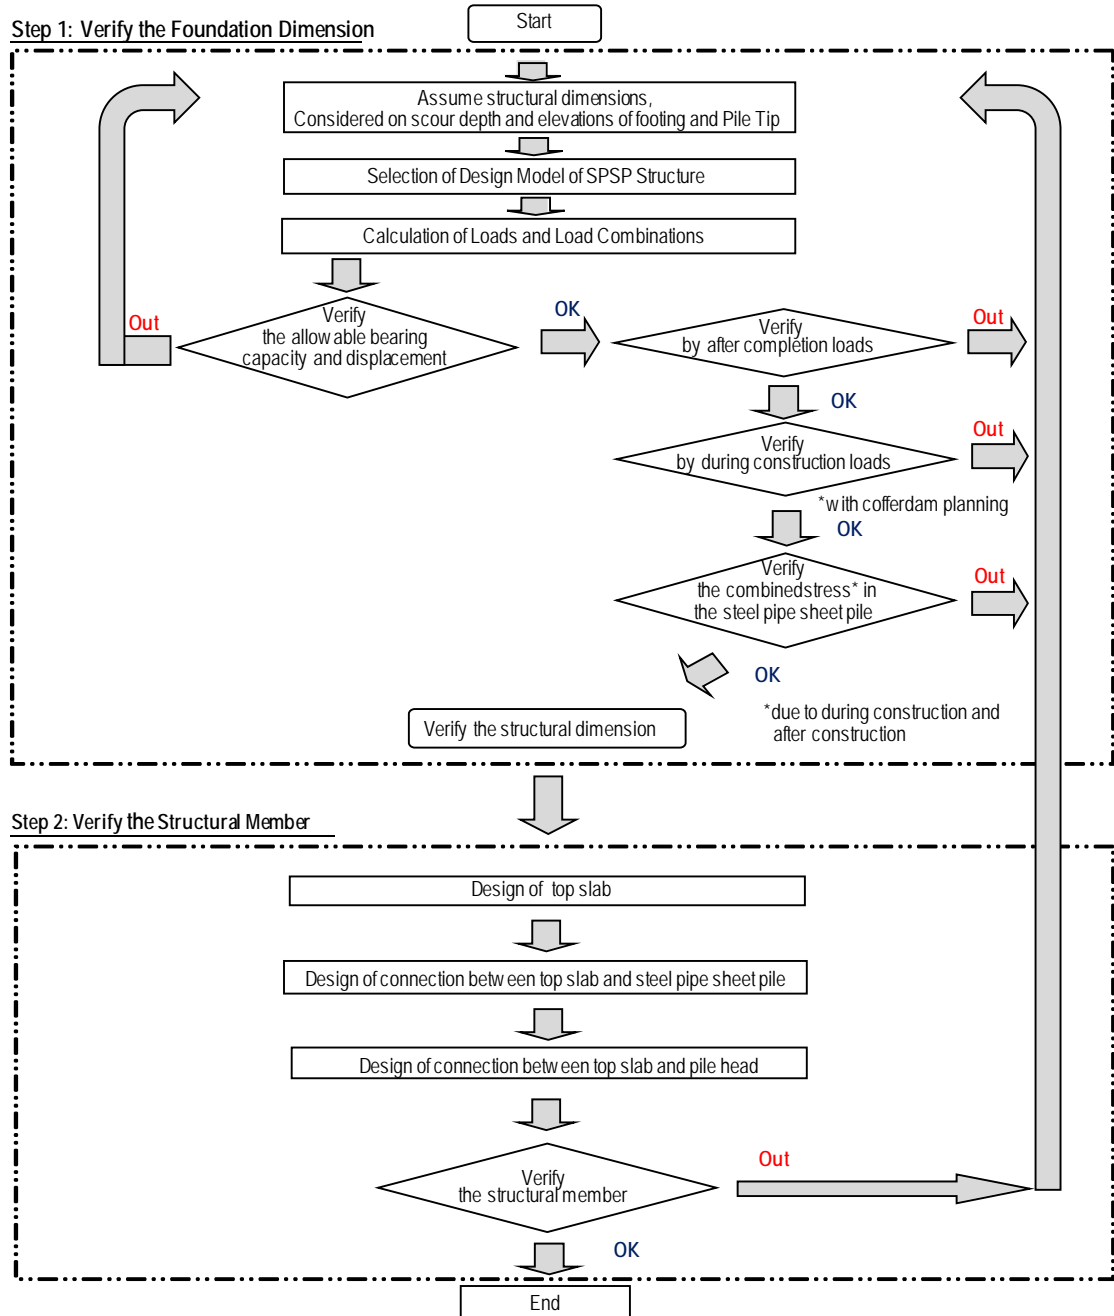 Start
Step 1: Verify the Foundation Dimension
Assume structural dimensions,
Considered on scour depth and elevations of footing and Pile Tip
Selection of Design Model of SPSP Structure
Calculation of Loads and Load Combinations
Out
Verify
the allowable bearing
capacity and displacement
OK
Verify
by after completion loads
Out
OK
Verify
by during construction loads
Out
*with cofferdam planning
OK
Verify
the combinedstress* in
the steel pipe sheet pile
Out
OK
*due to during construction and
after construction
Verify the structural dimension
Step 2: Verify the Structural Member
Design of top slab
Design of connection between top slab and steel pipe sheet pile
Design of connection between top slab and pile head
Verify
the structural member
Out
OK
End